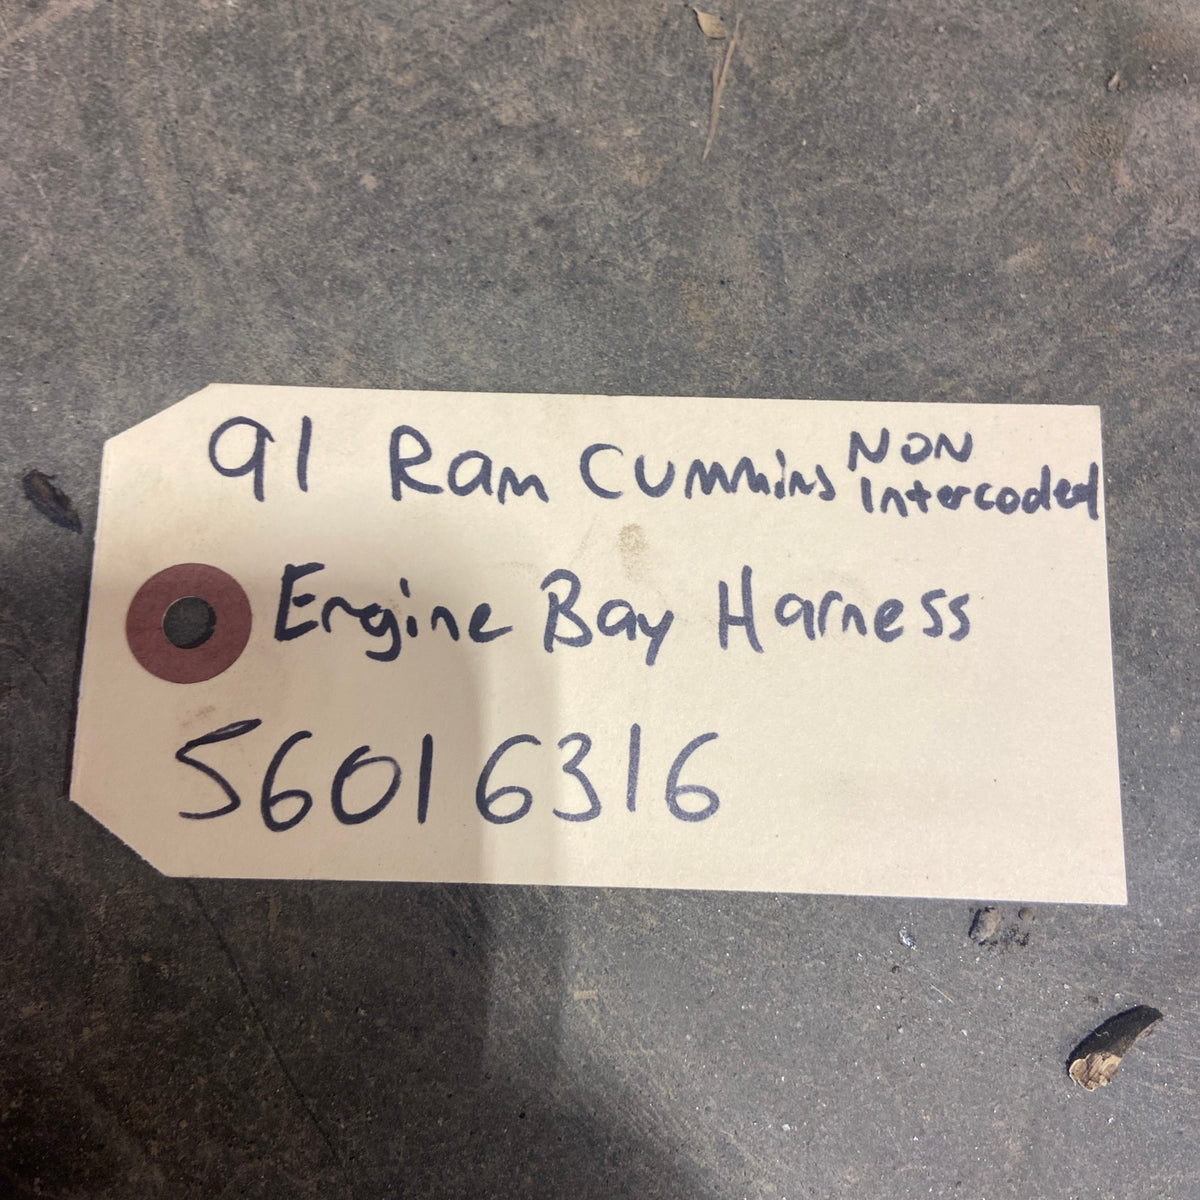 91 Ram Cummins NON
Intercoded
Engine Bay Harness
56016316